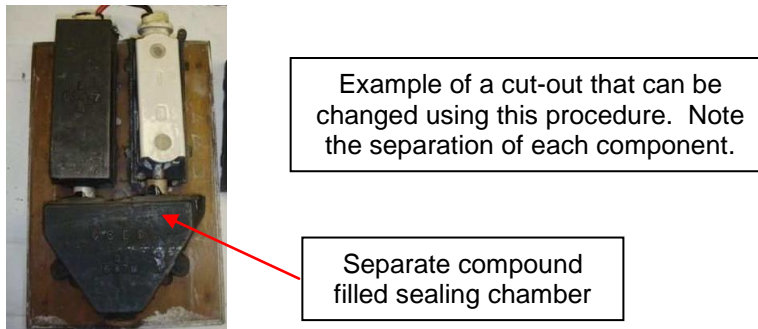 Example of a cut-out that can be
changed using this procedure. Note
the separation of each component.
Separate compound
filled sealing chamber